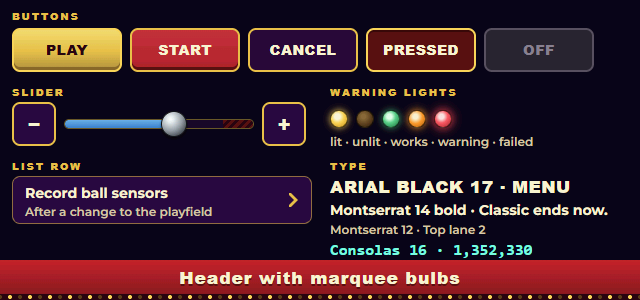 BUTTONS
PLAY START CANCEL PRESSED OFF
SLIDER
− +
WARNING LIGHTS
lit · unlit · works · warning · failed
LIST ROW
Record ball sensors
After a change to the playfield
TYPE
ARIAL BLACK 17 · MENU
Montserrat 14 bold · Classic ends now.
Montserrat 12 · Top lane 2
Consolas 16 · 1,352,330
Header with marquee bulbs